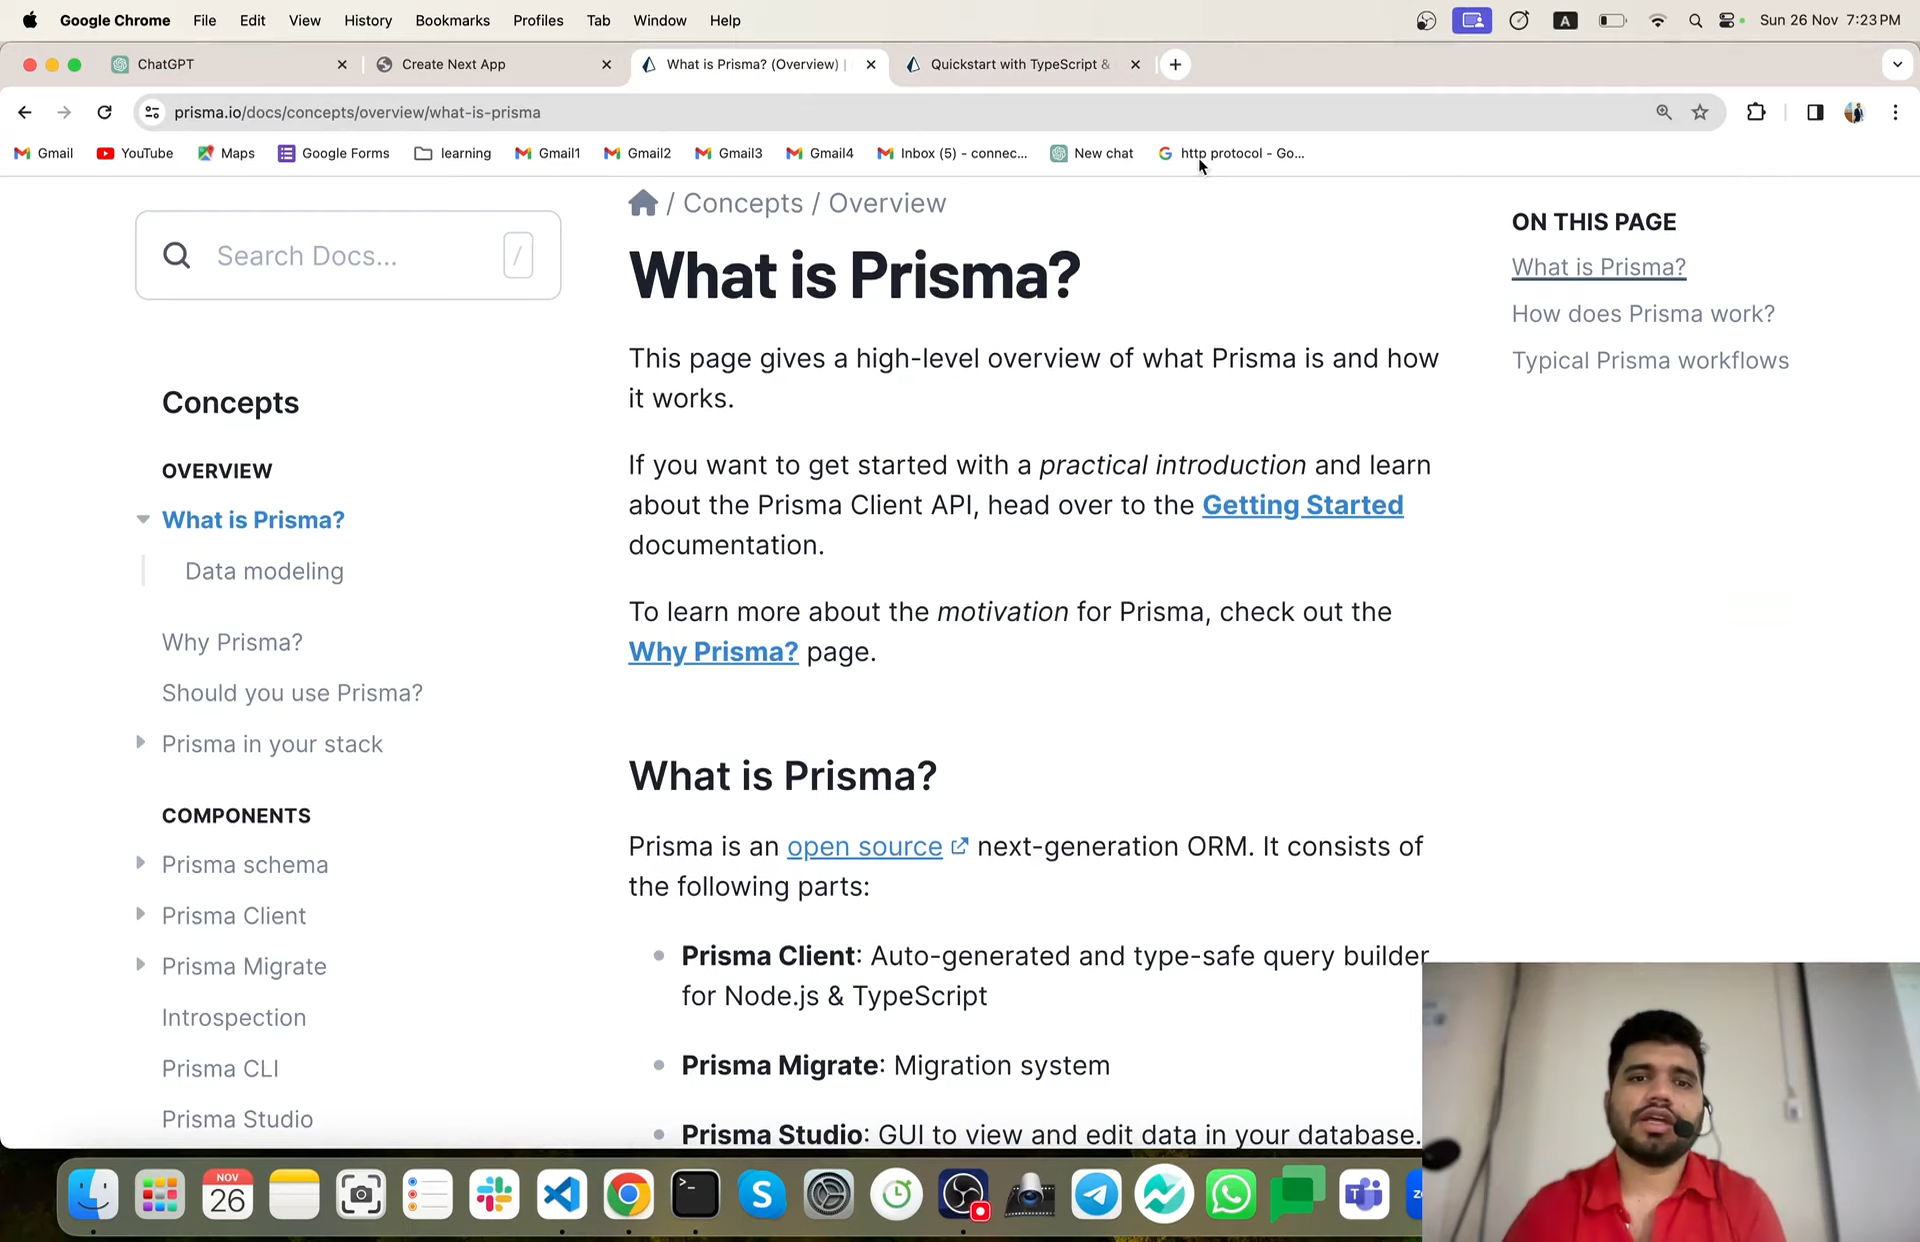 Google Chrome File Edit View History Bookmarks Profiles Tab Window Help A Sun 26 Nov 7:23 PM
ChatGPT Create Next App What is Prisma? (Overview) | Quickstart with TypeScript &
prisma.io/docs/concepts/overview/what-is-prisma
Gmail YouTube Maps Google Forms learning Gmail1 Gmail2 Gmail3 Gmail4 Inbox (5) - connec... New chat http protocol - Go...
Search Docs... /
Concepts
OVERVIEW
What is Prisma?
Data modeling
Why Prisma?
Should you use Prisma?
Prisma in your stack
COMPONENTS
Prisma schema
Prisma Client
Prisma Migrate
Introspection
Prisma CLI
Prisma Studio
/ Concepts / Overview
What is Prisma?
This page gives a high-level overview of what Prisma is and how
it works.
If you want to get started with a practical introduction and learn
about the Prisma Client API, head over to the Getting Started
documentation.
To learn more about the motivation for Prisma, check out the
Why Prisma? page.
What is Prisma?
Prisma is an open source next-generation ORM. It consists of
the following parts:
Prisma Client: Auto-generated and type-safe query builder
for Node.js & TypeScript
Prisma Migrate: Migration system
Prisma Studio: GUI to view and edit data in your database.
ON THIS PAGE
What is Prisma?
How does Prisma work?
Typical Prisma workflows
NOV
26